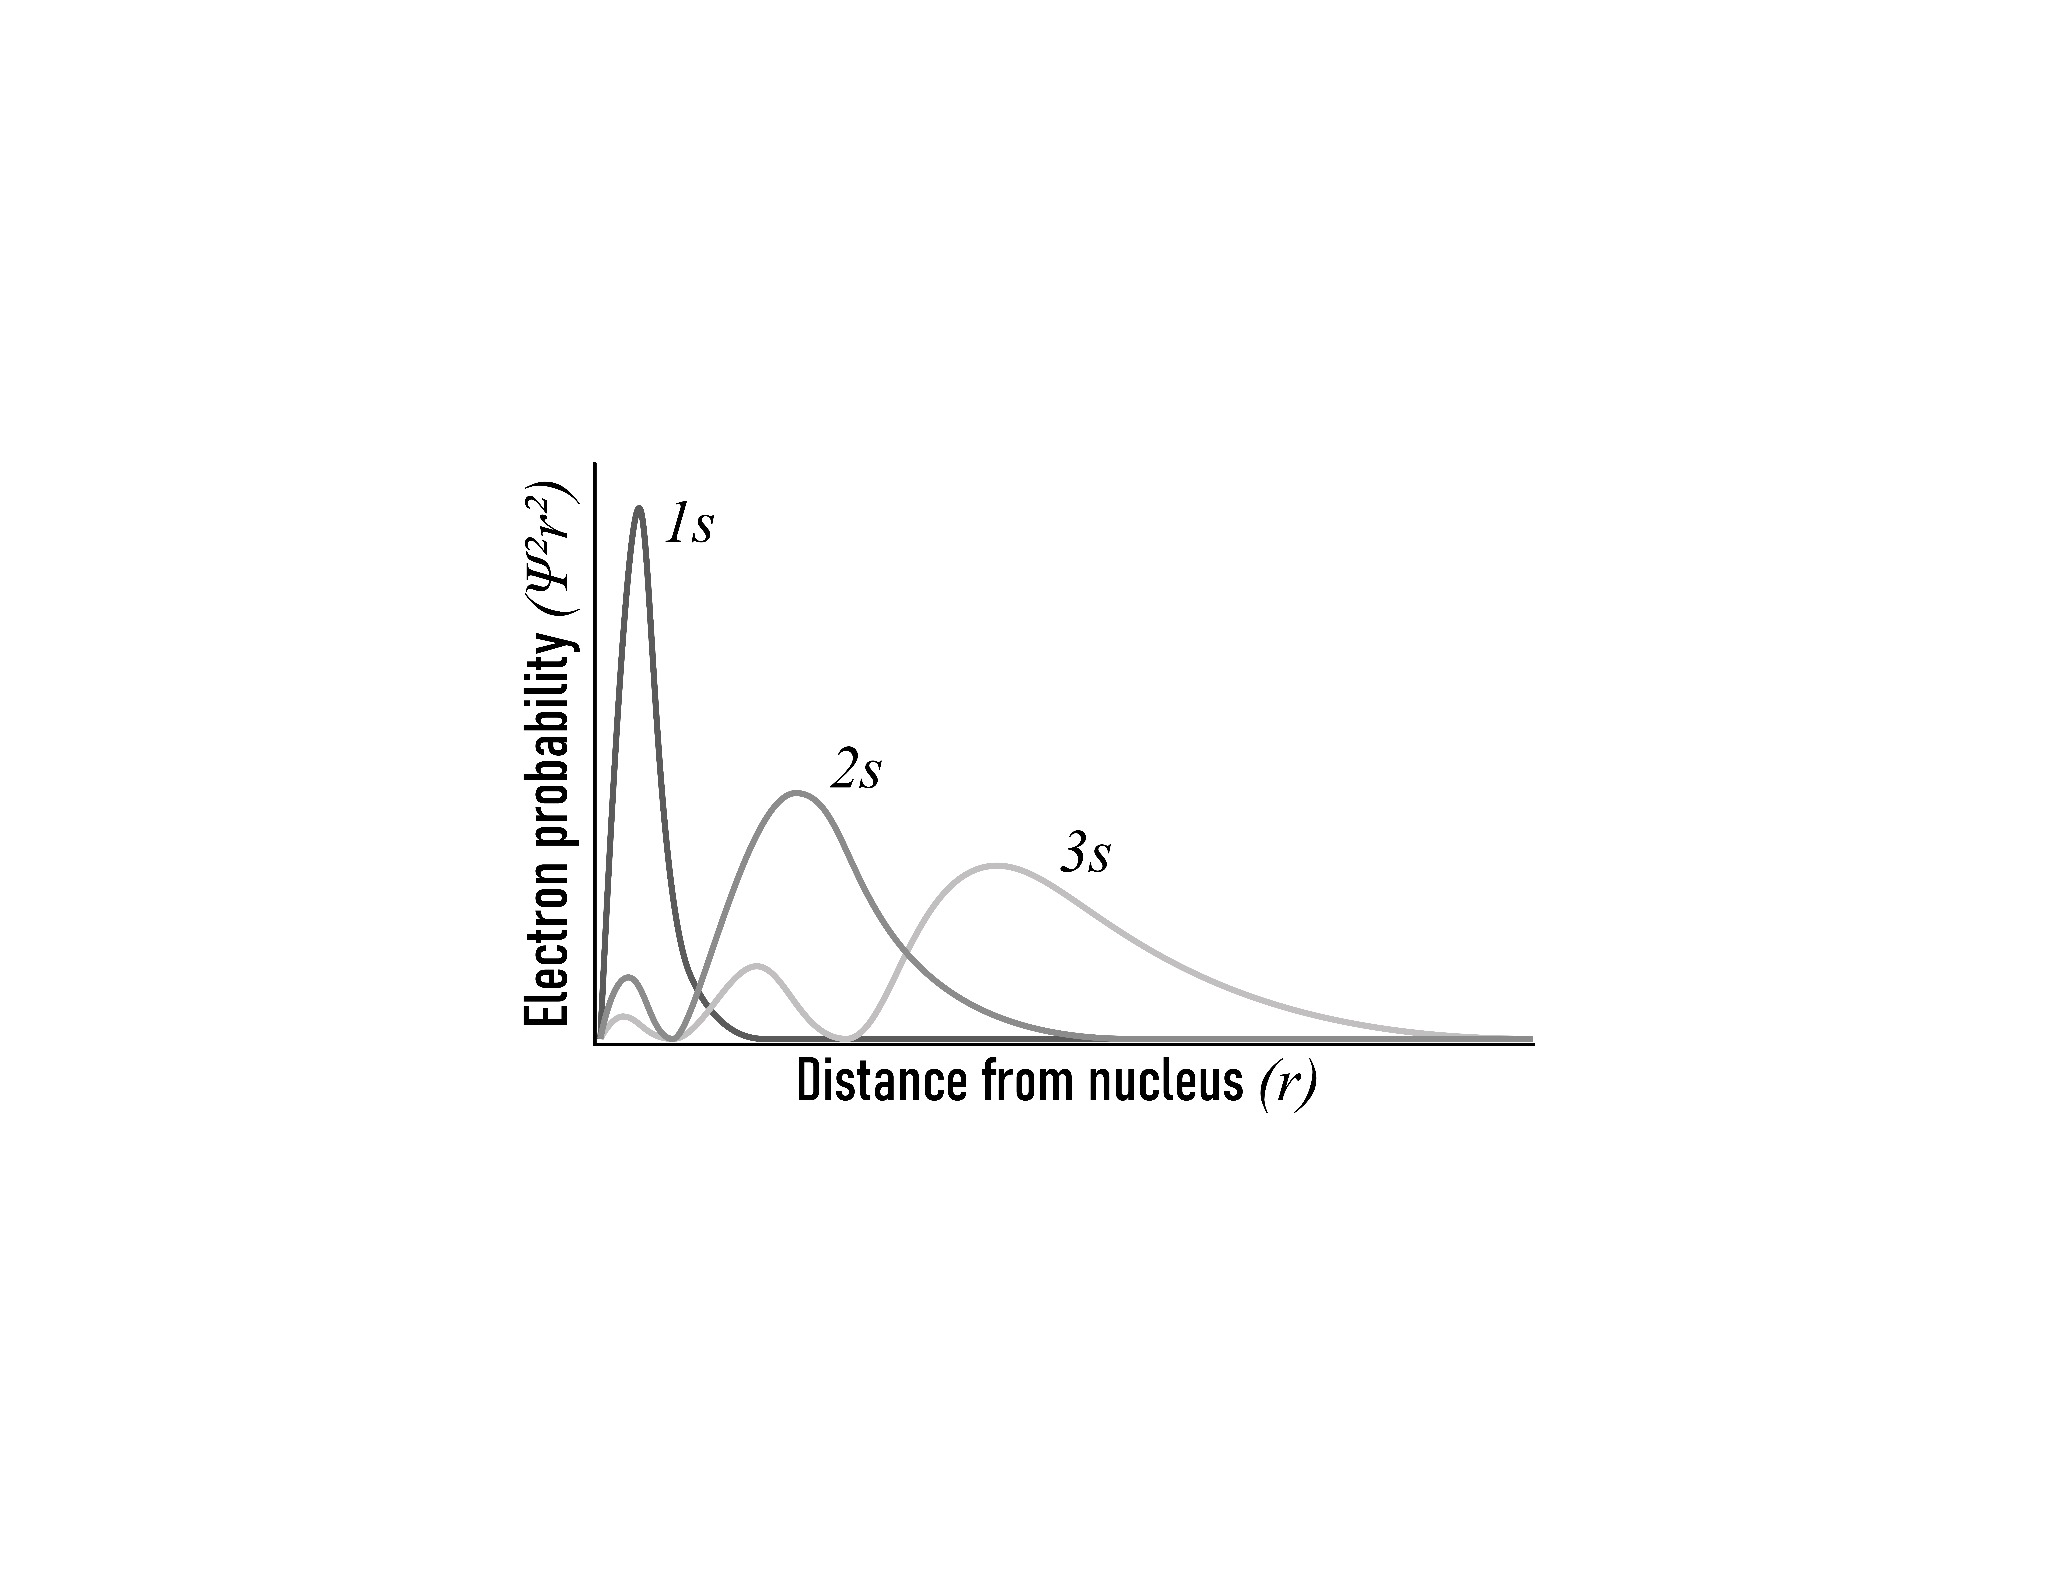 Electron probability (Ψ²r²)
1s
2s
3s
Distance from nucleus (r)